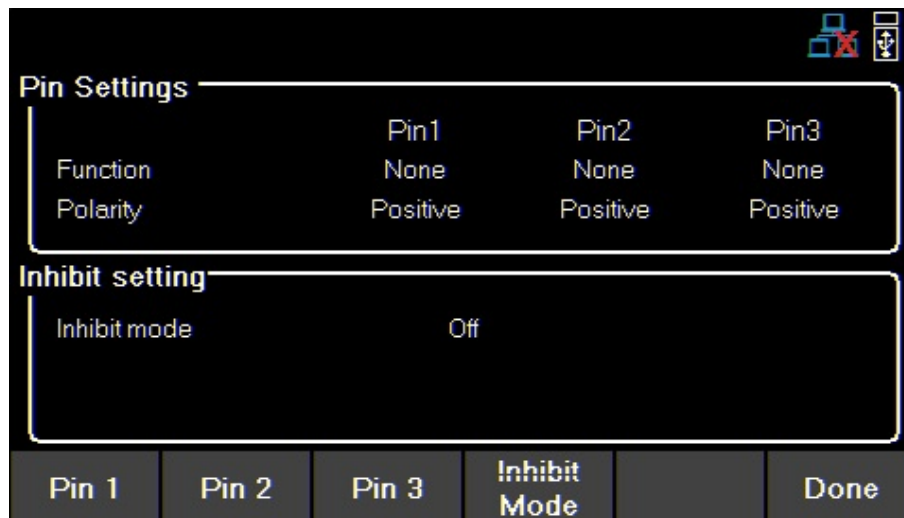 Pin Settings
Pin1 Pin2 Pin3
Function None None None
Polarity Positive Positive Positive
Inhibit setting
Inhibit mode Off
Pin 1 Pin 2 Pin 3 Inhibit Mode Done